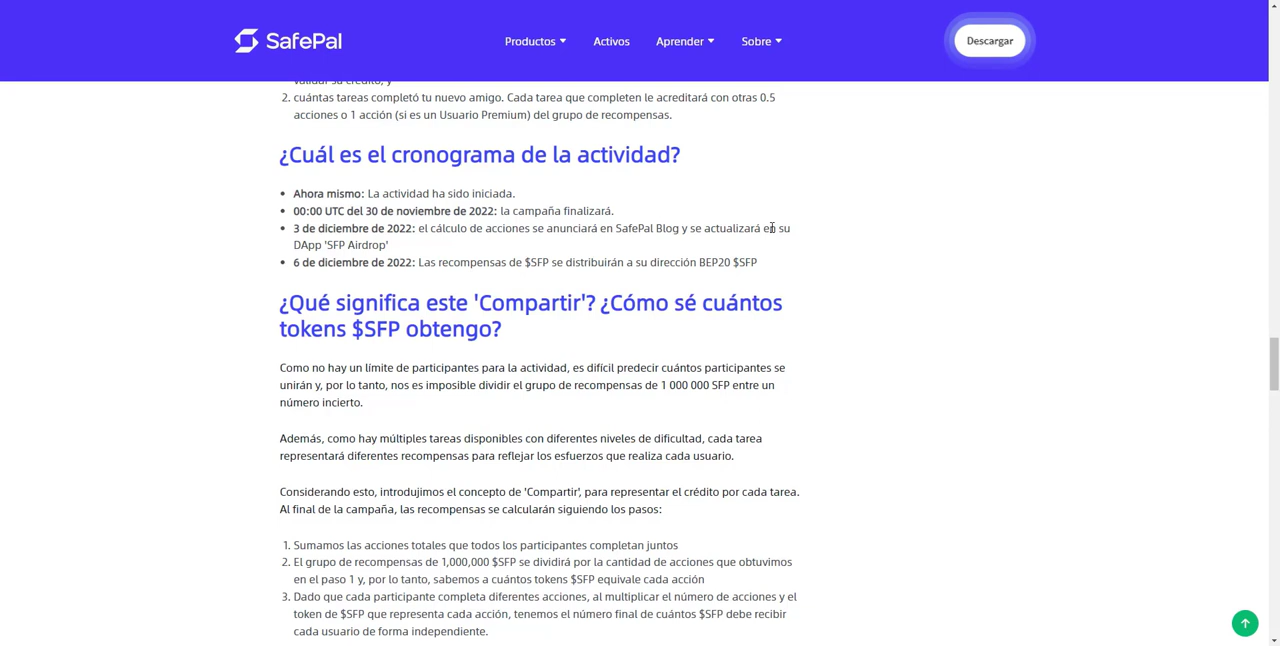 SafePal
Productos
Activos
Aprender
Sobre
Descargar
validar su crédito, y
2. cuántas tareas completó tu nuevo amigo. Cada tarea que completen le acreditará con otras 0.5
acciones o 1 acción (si es un Usuario Premium) del grupo de recompensas.
¿Cuál es el cronograma de la actividad?
• Ahora mismo: La actividad ha sido iniciada.
• 00:00 UTC del 30 de noviembre de 2022: la campaña finalizará.
• 3 de diciembre de 2022: el cálculo de acciones se anunciará en SafePal Blog y se actualizará en su
DApp 'SFP Airdrop'
• 6 de diciembre de 2022: Las recompensas de $SFP se distribuirán a su dirección BEP20 $SFP
¿Qué significa este 'Compartir'? ¿Cómo sé cuántos
tokens $SFP obtengo?
Como no hay un límite de participantes para la actividad, es difícil predecir cuántos participantes se
unirán y, por lo tanto, nos es imposible dividir el grupo de recompensas de 1 000 000 SFP entre un
número incierto.
Además, como hay múltiples tareas disponibles con diferentes niveles de dificultad, cada tarea
representará diferentes recompensas para reflejar los esfuerzos que realiza cada usuario.
Considerando esto, introdujimos el concepto de 'Compartir', para representar el crédito por cada tarea.
Al final de la campaña, las recompensas se calcularán siguiendo los pasos:
1. Sumamos las acciones totales que todos los participantes completan juntos
2. El grupo de recompensas de 1,000,000 $SFP se dividirá por la cantidad de acciones que obtuvimos
en el paso 1 y, por lo tanto, sabemos a cuántos tokens $SFP equivale cada acción
3. Dado que cada participante completa diferentes acciones, al multiplicar el número de acciones y el
token de $SFP que representa cada acción, tenemos el número final de cuántos $SFP debe recibir
cada usuario de forma independiente.